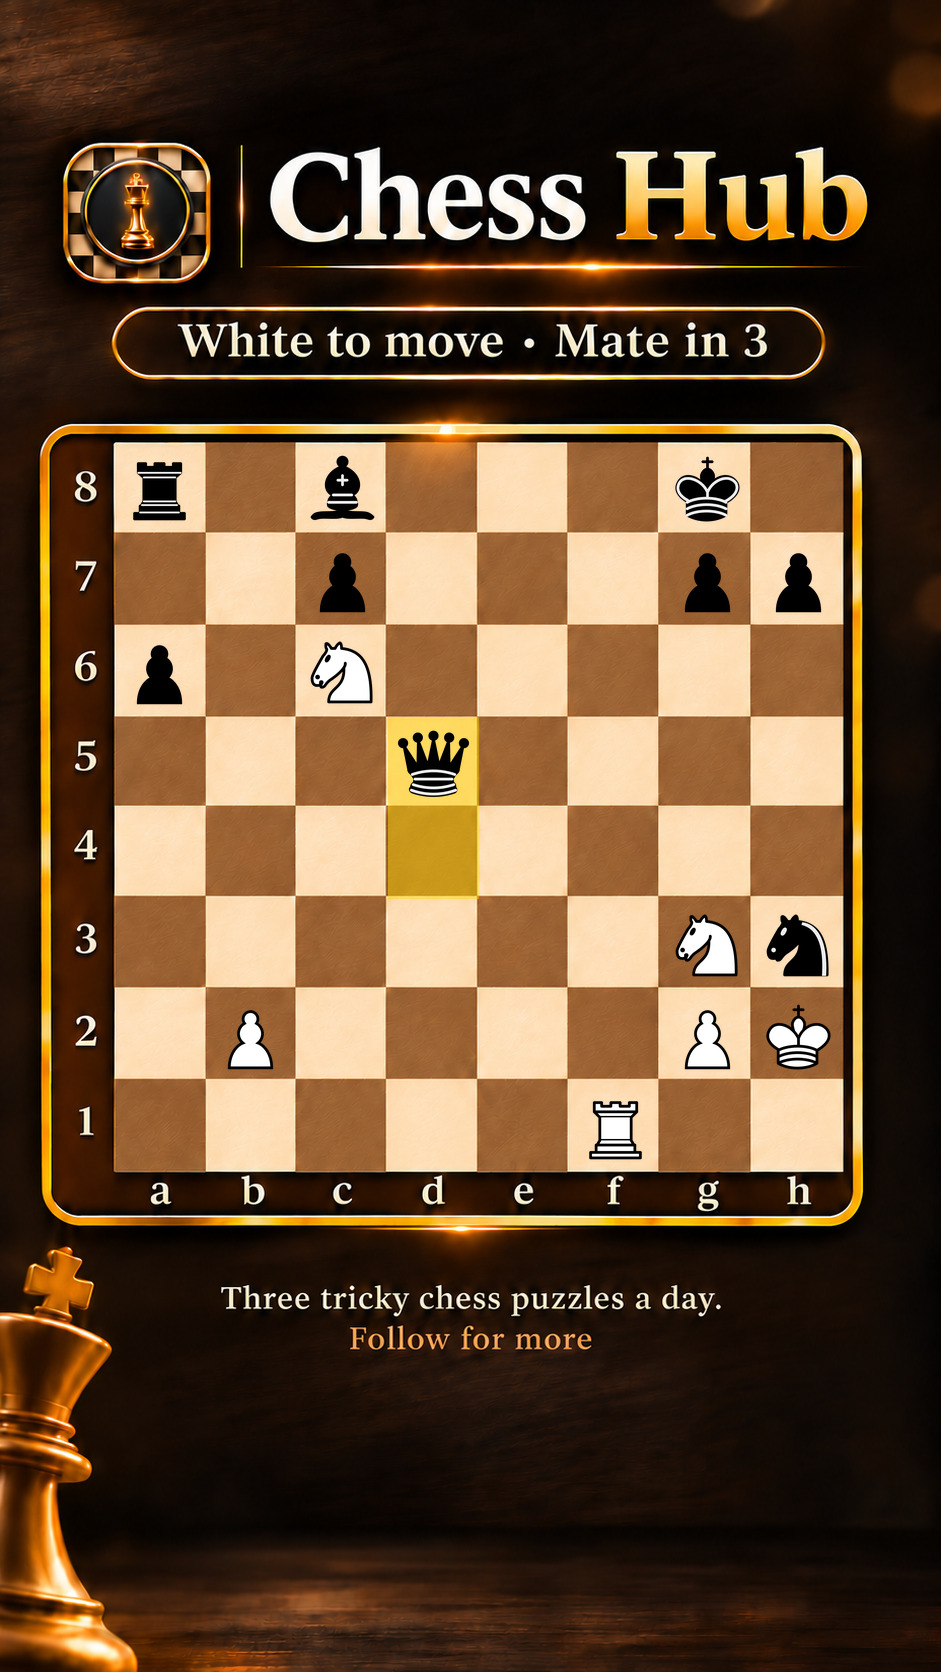 Chess Hub
White to move • Mate in 3
8
7
6
5
4
3
2
1
a b c d e f g h
Three tricky chess puzzles a day.
Follow for more